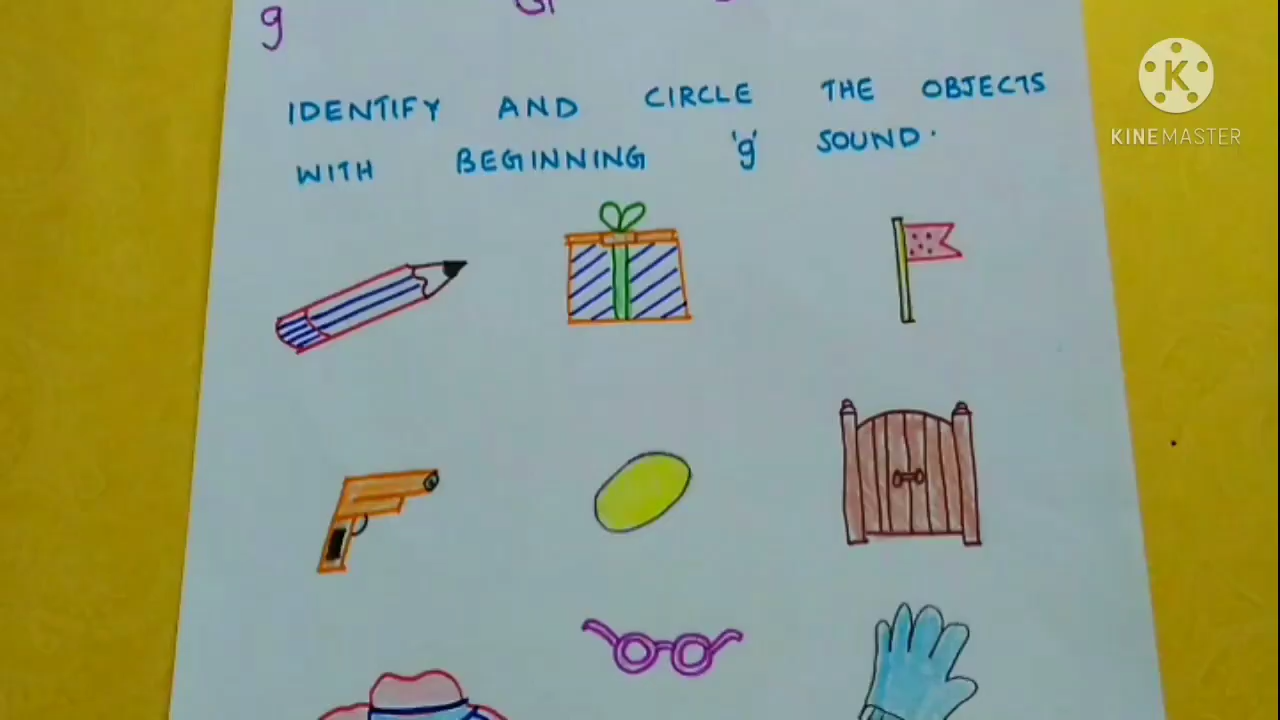 g
IDENTIFY AND CIRCLE THE OBJECTS
WITH BEGINNING 'g' SOUND.
K
KINEMASTER